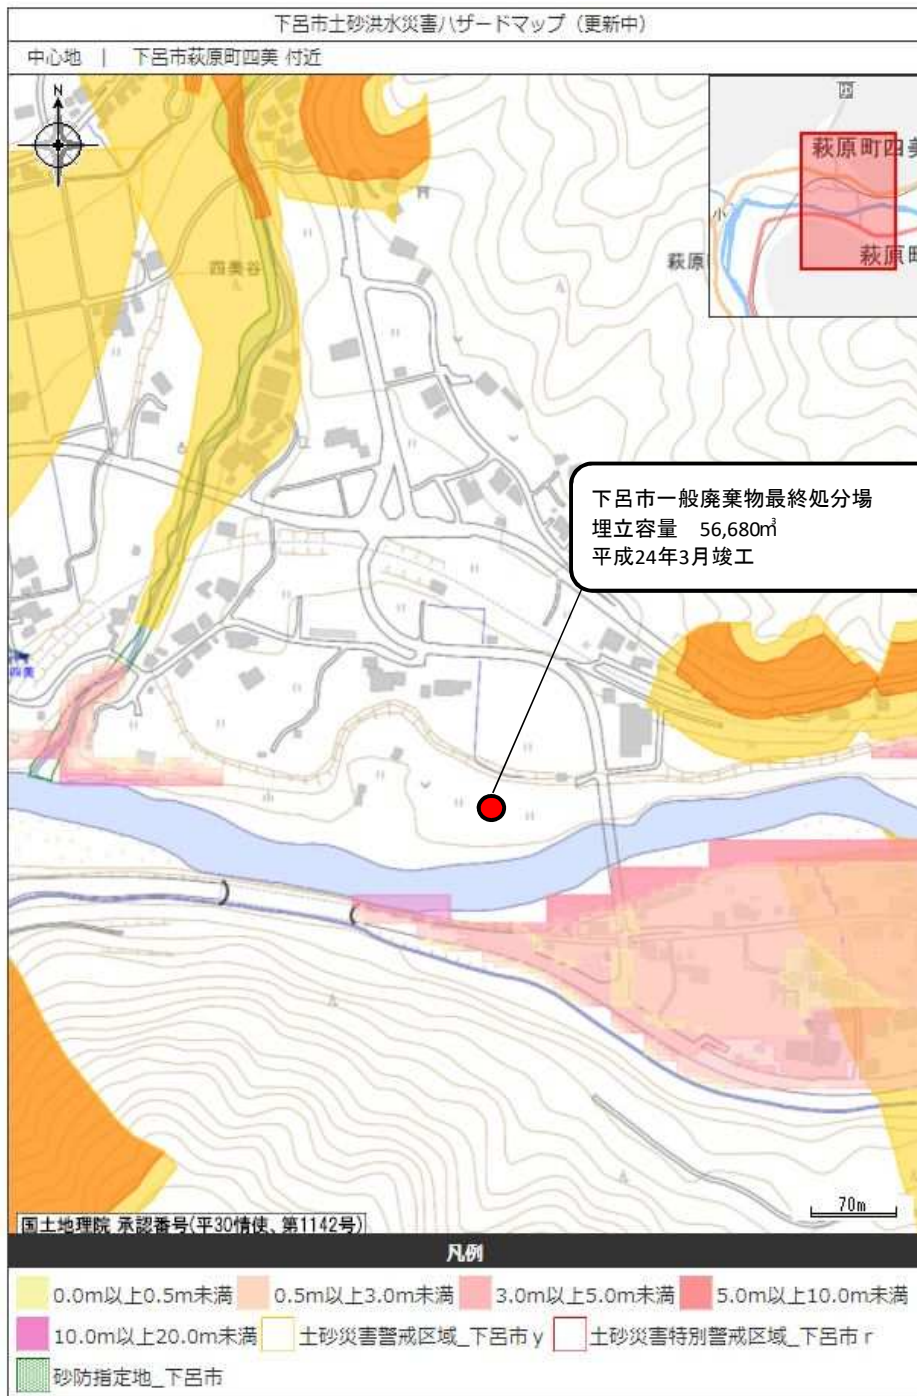 下呂市土砂洪水災害ハザードマップ（更新中）
中心地 ｜ 下呂市萩原町四美 付近
N
萩原町四美
小
萩原
萩原町
四美谷
下呂市一般廃棄物最終処分場
埋立容量 56,680㎥
平成24年3月竣工
四美
70m
国土地理院 承認番号(平30情使、第1142号)
凡例
0.0m以上0.5m未満 0.5m以上3.0m未満 3.0m以上5.0m未満 5.0m以上10.0m未満
10.0m以上20.0m未満 土砂災害警戒区域_下呂市 y 土砂災害特別警戒区域_下呂市 r
砂防指定地_下呂市